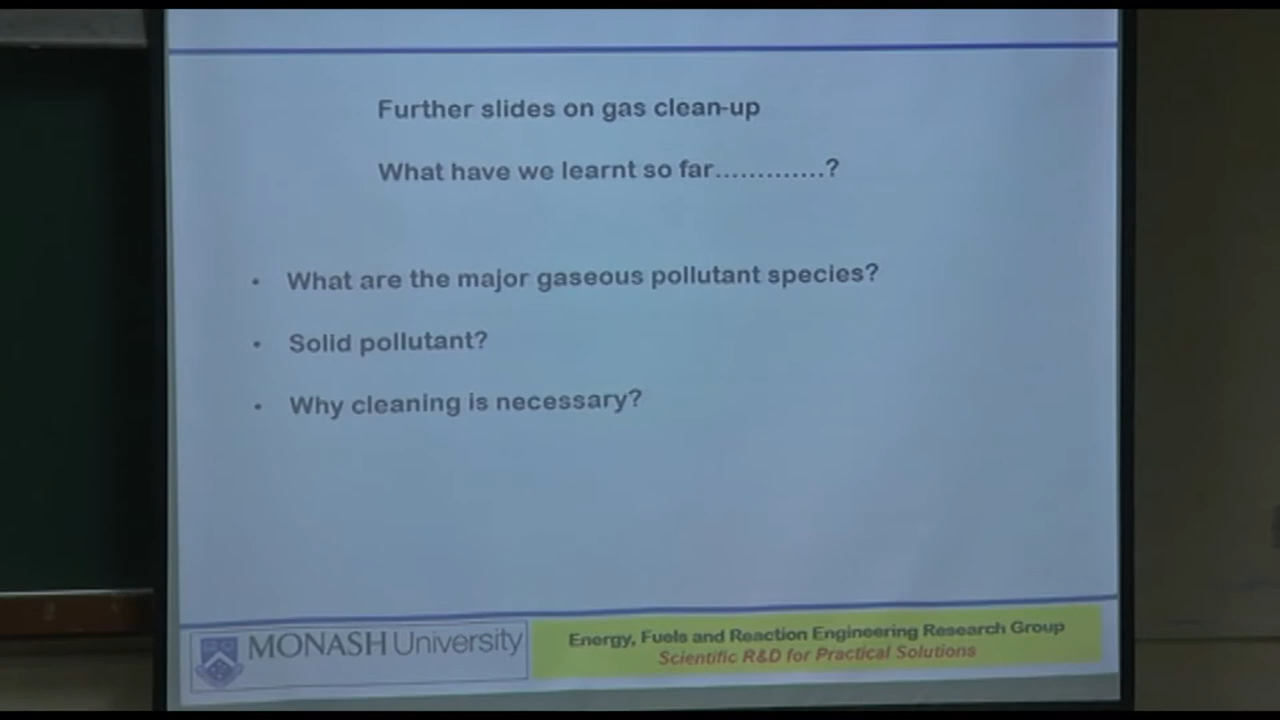 Further slides on gas clean-up
What have we learnt so far.............?
• What are the major gaseous pollutant species?
• Solid pollutant?
• Why cleaning is necessary?
MONASH University
Energy, Fuels and Reaction Engineering Research Group
Scientific R&D for Practical Solutions